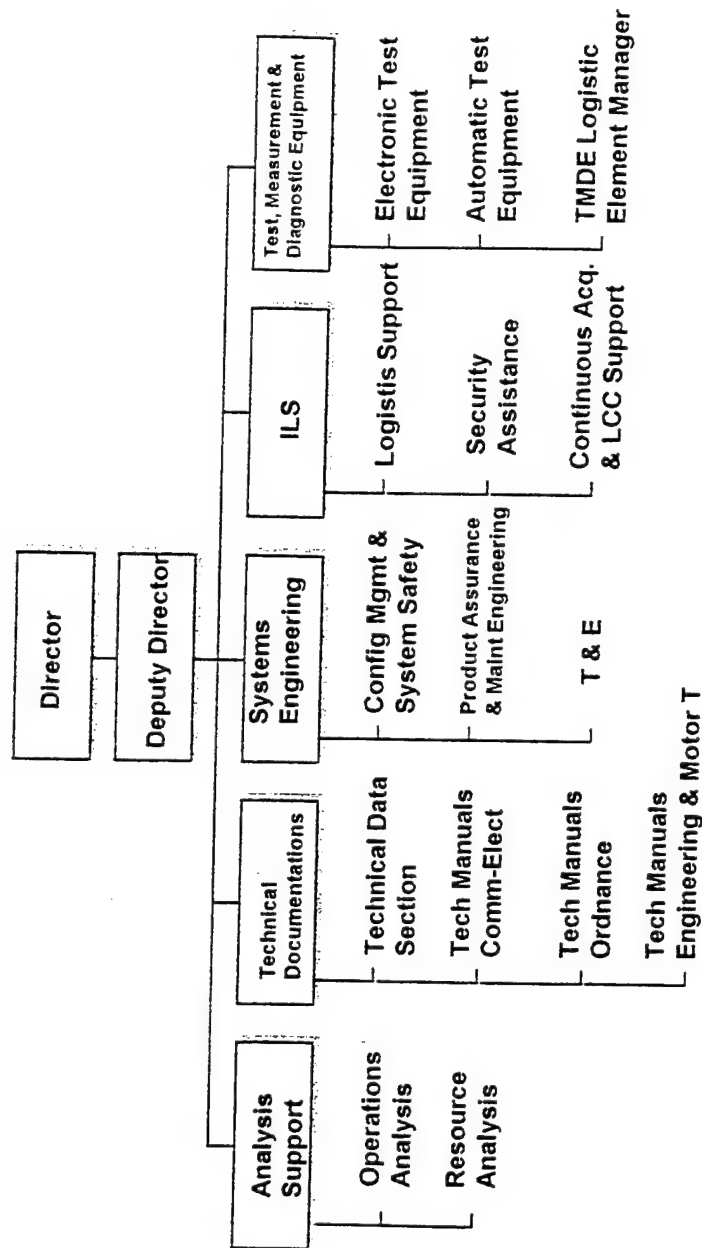 Director
Deputy Director
Analysis
Support
Operations
Analysis
Resource
Analysis
Technical
Documentations
Technical Data
Section
Tech Manuals
Comm-Elect
Tech Manuals
Ordnance
Tech Manuals
Engineering & Motor T
Systems
Engineering
Config Mgmt &
System Safety
Product Assurance
& Maint Engineering
T & E
ILS
Logistis Support
Security
Assistance
Continuous Acq.
& LCC Support
Test, Measurement &
Diagnostic Equipment
Electronic Test
Equipment
Automatic Test
Equipment
TMDE Logistic
Element Manager